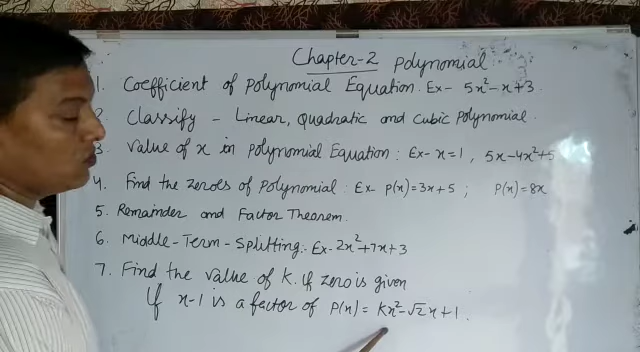 Chapter-2 Polynomial
1. Coefficient of Polynomial Equation. Ex- 5x²-x+3.
2. Classify - Linear, Quadratic and Cubic Polynomial.
3. Value of x in Polynomial Equation: Ex- x=1, 5x-4x²+5
4. Find the zeroes of Polynomial: Ex- P(x)=3x+5; P(x)=8x
5. Remainder and Factor Theorem.
6. Middle-Term-Splitting:- Ex-2x²+7x+3
7. Find the value of K. If zero is given
If x-1 is a factor of P(x)= Kx²-√2x+1.